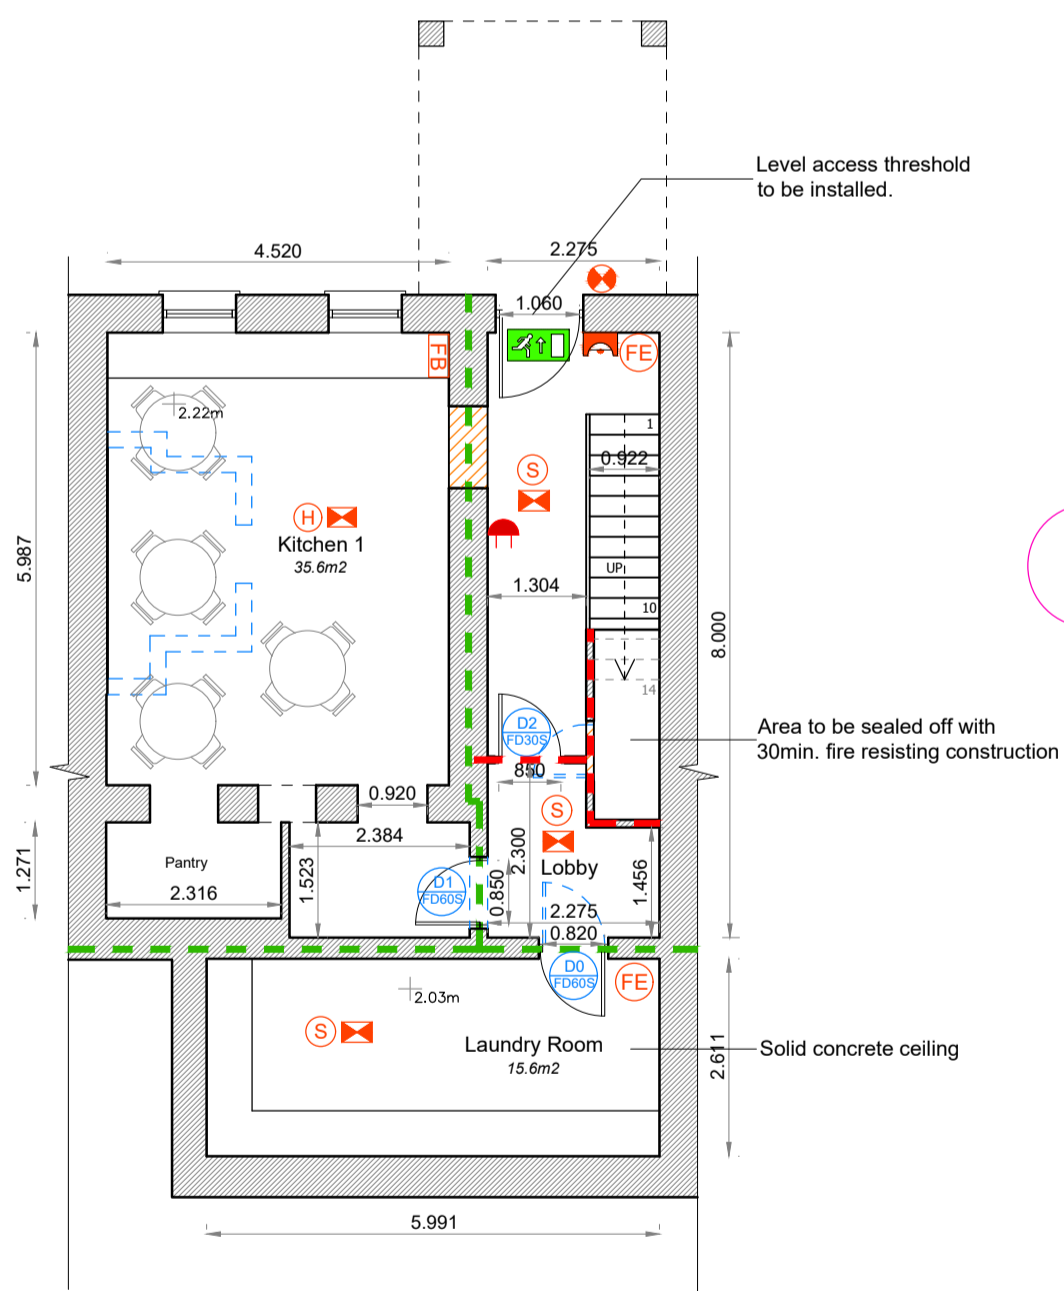 Level access threshold
to be installed.
4.520
2.275
1.060
FB
FE
2.22m
1
0.922
S
H
Kitchen 1
35.6m2
5.987
UP
1.304
10
8.000
14
D2
FD30S
Area to be sealed off with
30min. fire resisting construction
850
0.920
S
2.384
2.300
Lobby
1.271
Pantry
2.316
1.523
D1
FD60S
0.850
1.456
2.275
0.820
D0
FD60S
FE
2.03m
S
Laundry Room
15.6m2
2.611
Solid concrete ceiling
5.991